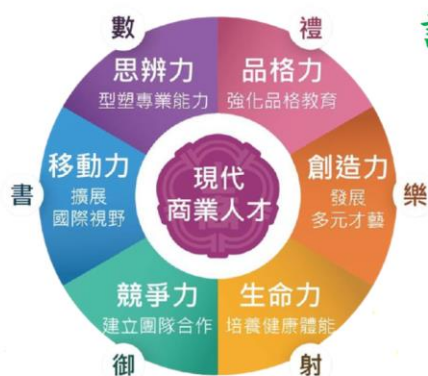 數
禮
思辨力
型塑專業能力
品格力
強化品格教育
書
移動力
擴展
國際視野
現代
商業人才
創造力
發展
多元才藝
樂
競爭力
建立團隊合作
生命力
培養健康體能
御
射